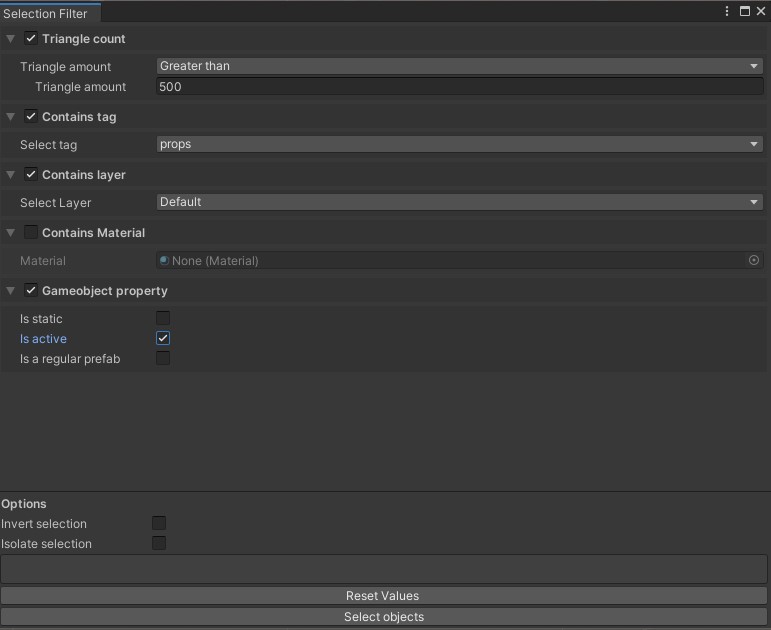 Selection Filter
Triangle count
Triangle amount Greater than
Triangle amount 500
Contains tag
Select tag props
Contains layer
Select Layer Default
Contains Material
Material None (Material)
Gameobject property
Is static
Is active
Is a regular prefab
Options
Invert selection
Isolate selection
Reset Values
Select objects